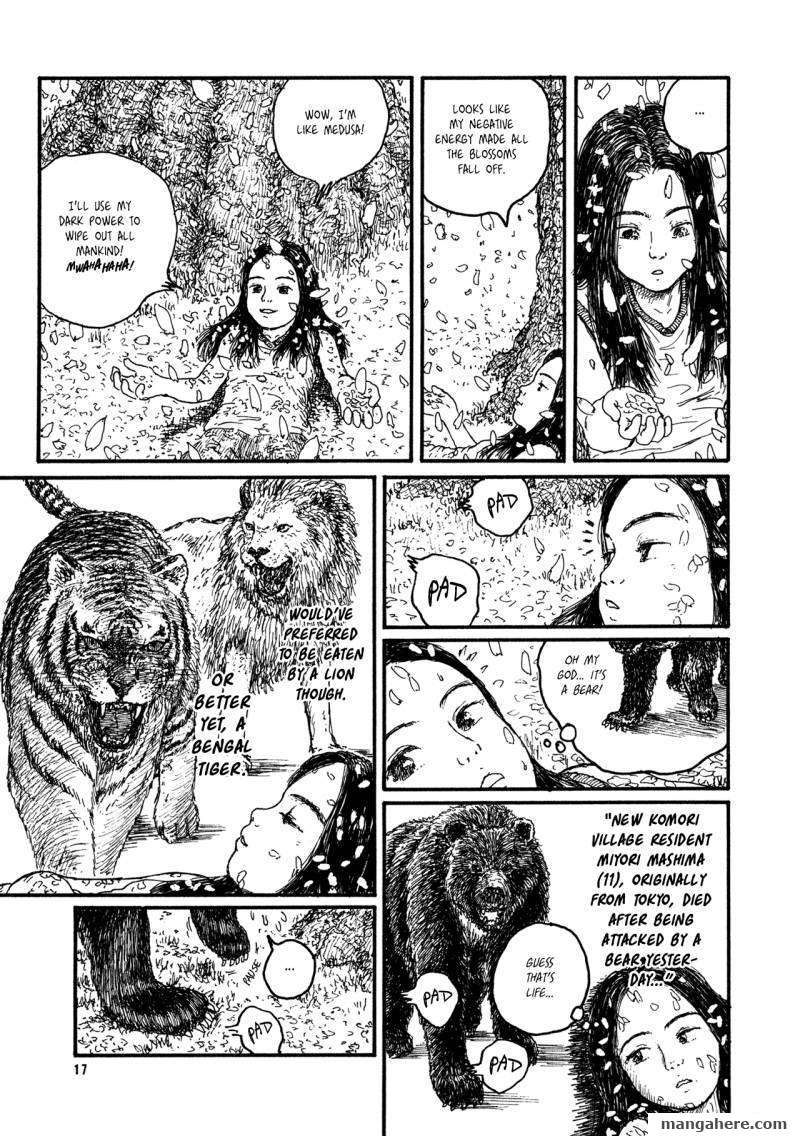 ...
LOOKS LIKE
MY NEGATIVE
ENERGY MADE ALL
THE BLOSSOMS
FALL OFF.
WOW, I'M
LIKE MEDUSA!
I'LL USE MY
DARK POWER TO
WIPE OUT ALL
MANKIND!
MWAHAHAHA!
PAD
PAD
OH MY
GOD... IT'S
A BEAR!
"NEW KOMORI
VILLAGE RESIDENT
MIYORI MASHIMA
(11), ORIGINALLY
FROM TOKYO, DIED
AFTER BEING
ATTACKED BY A
BEAR YESTER-
DAY..."
GUESS
THAT'S
LIFE...
PAD
PAD
WOULD'VE
PREFERRED
TO BE EATEN
BY A LION
THOUGH.
OR
BETTER
YET, A
BENGAL
TIGER.
...
PAUSE
PAD
17
mangahere.com